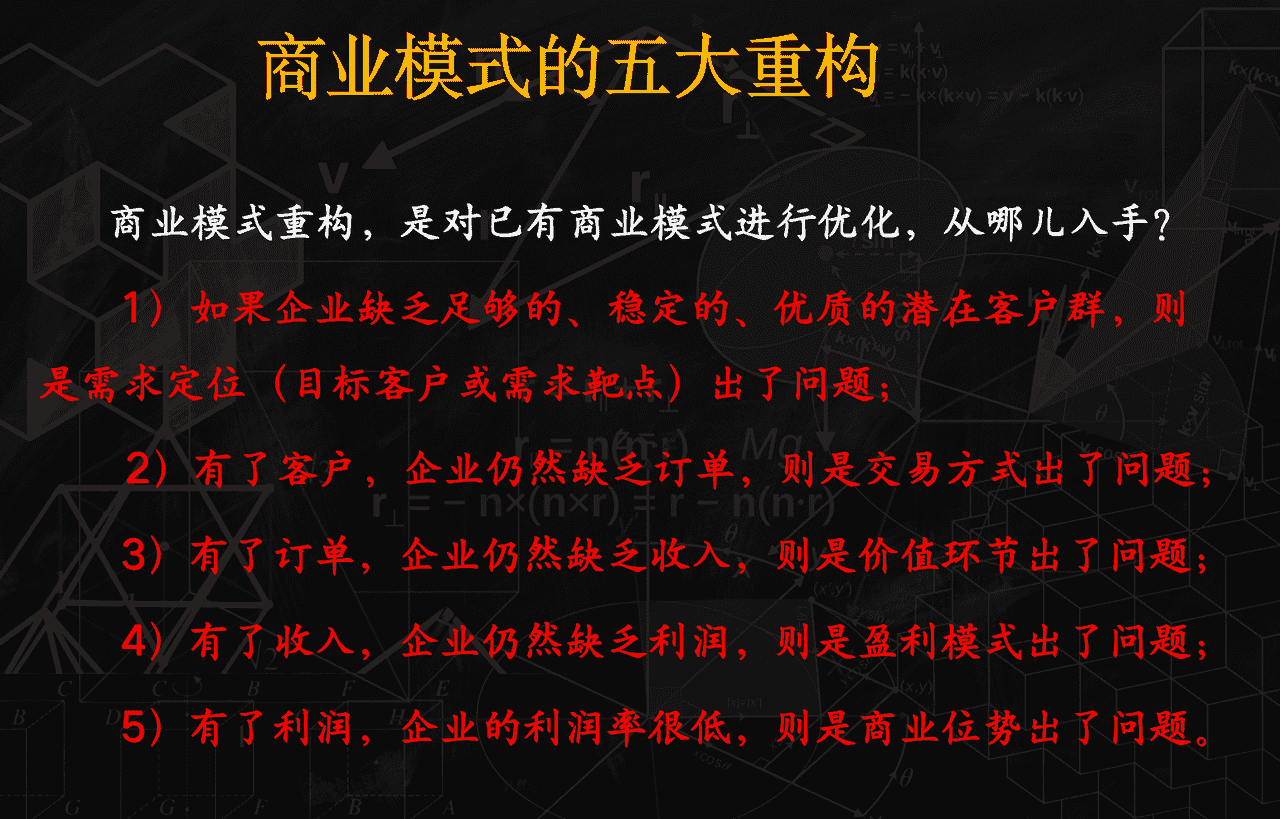 商业模式的五大重构
商业模式重构，是对已有商业模式进行优化，从哪儿入手？
1）如果企业缺乏足够的、稳定的、优质的潜在客户群，则
是需求定位（目标客户或需求靶点）出了问题；
2）有了客户，企业仍然缺乏订单，则是交易方式出了问题；
3）有了订单，企业仍然缺乏收入，则是价值环节出了问题；
4）有了收入，企业仍然缺乏利润，则是盈利模式出了问题；
5）有了利润，企业的利润率很低，则是商业位势出了问题。